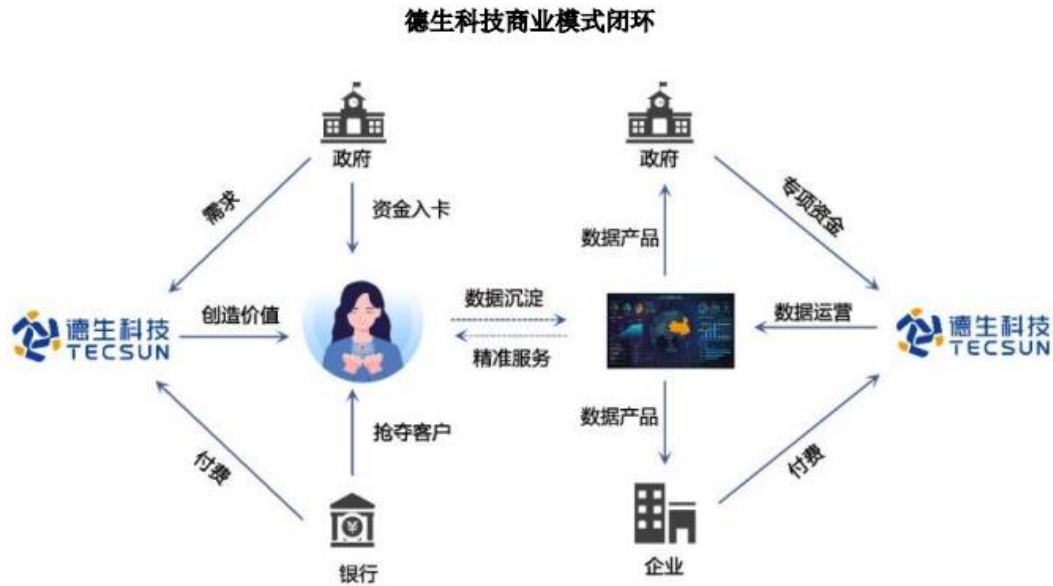 德生科技商业模式闭环
政府
政府
需求
资金入卡
数据产品
专项资金
德生科技
TECSUN
创造价值
数据沉淀
精准服务
数据运营
德生科技
TECSUN
付费
抢夺客户
数据产品
付费
银行
企业